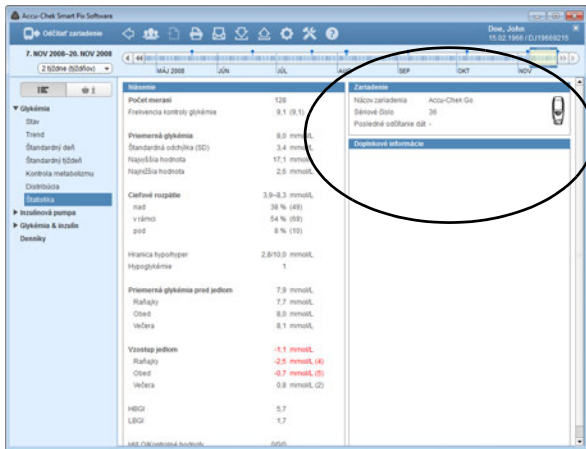 Accu-Chek Smart Pix Software
Odčítať zariadenie
Doe, John
15.02.1966 / DJ19669215
7. NOV 2008–20. NOV 2008
2 týždne (týždňov)
MÁJ 2008 JÚN JÚL SEP OKT NOV
Glykémia
Stav
Trend
Štandardný deň
Štandardný týždeň
Kontrola metabolizmu
Distribúcia
Štatistika
Inzulínová pumpa
Glykémia & inzulín
Denníky
Počet meraní 128
Frekvencia kontroly glykémie 9,1 (9,1)
Priemerná glykémia 8,0 mmol/L
Štandardná odchýlka (SD) 3,4 mmol/L
Najvyššia hodnota 17,1 mmol/L
Najnižšia hodnota 2,6 mmol/L
Cieľové rozpätie 3,9–8,3 mmol/L
nad 38 % (49)
v rámci 54 % (69)
pod 8 % (10)
Hranica hypo/hyper 2,8/10,0 mmol/L
Hypoglykémie 1
Priemerná glykémia pred jedlom 7,9 mmol/L
Raňajky 7,7 mmol/L
Obed 8,0 mmol/L
Večera 8,1 mmol/L
Vzostup jedlom -1,1 mmol/L
Raňajky -2,5 mmol/L (4)
Obed -0,7 mmol/L (5)
Večera 0,8 mmol/L (2)
HBGI 5,7
LBGI 1,7
Zariadenie
Názov zariadenia Accu-Chek Go
Sériové číslo 36
Posledné odčítanie dát -
Doplnkové informácie